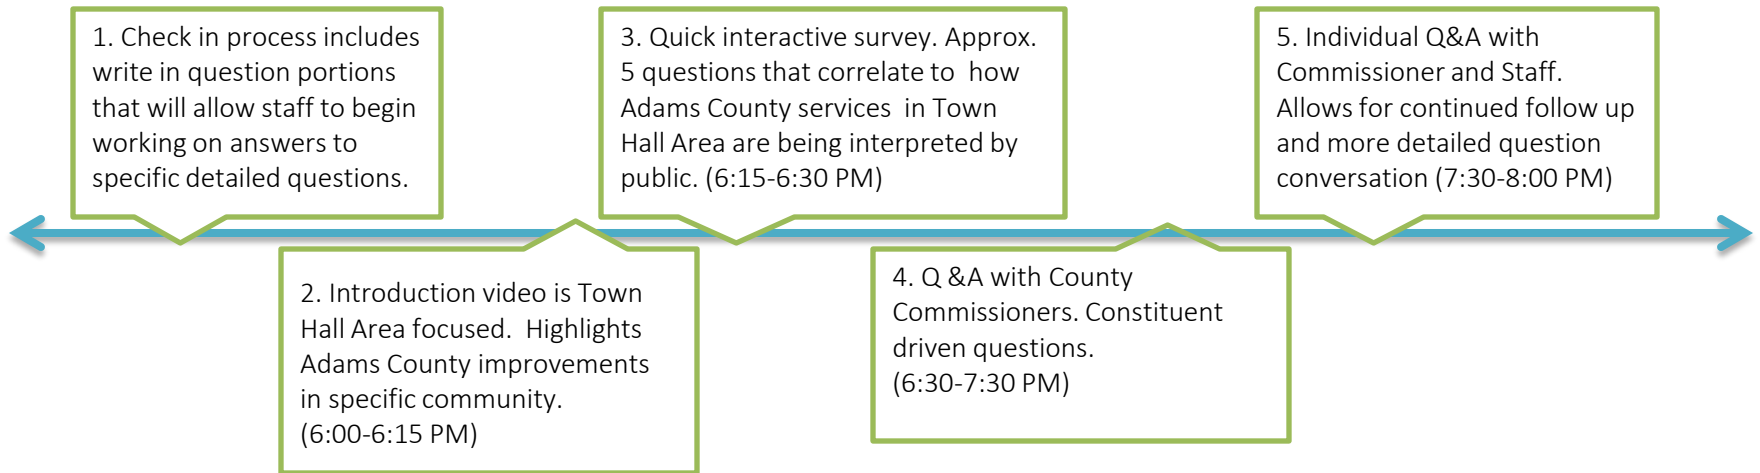 1. Check in process includes
write in question portions
that will allow staff to begin
working on answers to
specific detailed questions.
2. Introduction video is Town
Hall Area focused.  Highlights
Adams County improvements
in specific community.
(6:00-6:15 PM)
3. Quick interactive survey. Approx.
5 questions that correlate to  how
Adams County services  in Town
Hall Area are being interpreted by
public. (6:15-6:30 PM)
4. Q &A with County
Commissioners. Constituent
driven questions.
(6:30-7:30 PM)
5. Individual Q&A with
Commissioner and Staff.
Allows for continued follow up
and more detailed question
conversation (7:30-8:00 PM)